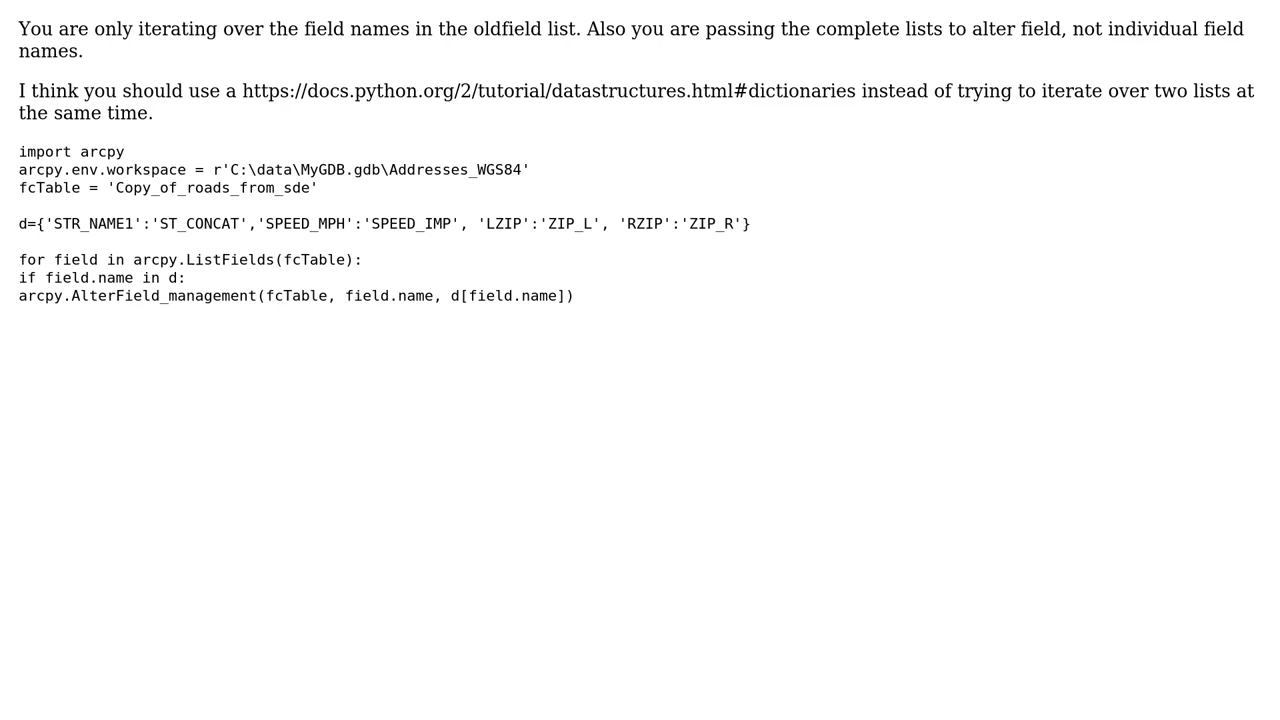 You are only iterating over the field names in the oldfield list. Also you are passing the complete lists to alter field, not individual field
names.
I think you should use a https://docs.python.org/2/tutorial/datastructures.html#dictionaries instead of trying to iterate over two lists at
the same time.
import arcpy
arcpy.env.workspace = r'C:\data\MyGDB.gdb\Addresses_WGS84'
fcTable = 'Copy_of_roads_from_sde'
d={'STR_NAME1':'ST_CONCAT','SPEED_MPH':'SPEED_IMP', 'LZIP':'ZIP_L', 'RZIP':'ZIP_R'}
for field in arcpy.ListFields(fcTable):
if field.name in d:
arcpy.AlterField_management(fcTable, field.name, d[field.name])